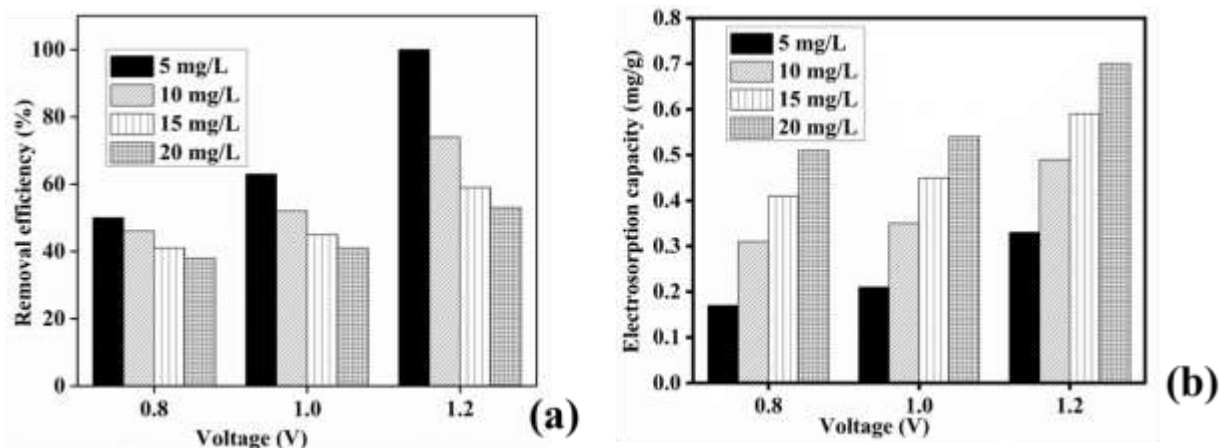 Removal efficiency (%)
100
80
60
40
20
0
5 mg/L
10 mg/L
15 mg/L
20 mg/L
0.8
1.0
1.2
Voltage (V)
(a)
Electrosorption capacity (mg/g)
0.8
0.7
0.6
0.5
0.4
0.3
0.2
0.1
0.0
5 mg/L
10 mg/L
15 mg/L
20 mg/L
0.8
1.0
1.2
Voltage (V)
(b)